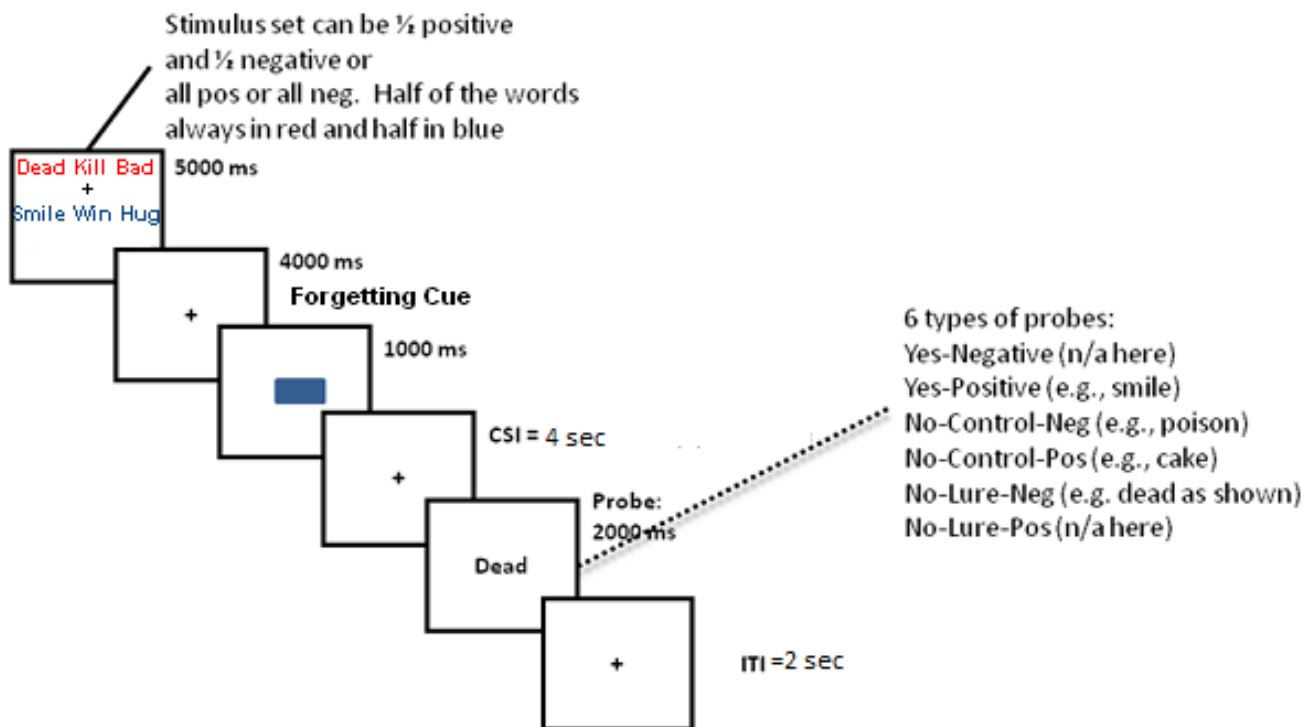 Stimulus set can be ½ positive
and ½ negative or
all pos or all neg. Half of the words
always in red and half in blue
Dead Kill Bad
+
Smile Win Hug
5000 ms
4000 ms
+
Forgetting Cue
1000 ms
CSI = 4 sec
+
Probe:
2000 ms
Dead
+
ITI =2 sec
6 types of probes:
Yes-Negative (n/a here)
Yes-Positive (e.g., smile)
No-Control-Neg (e.g., poison)
No-Control-Pos (e.g., cake)
No-Lure-Neg (e.g. dead as shown)
No-Lure-Pos (n/a here)